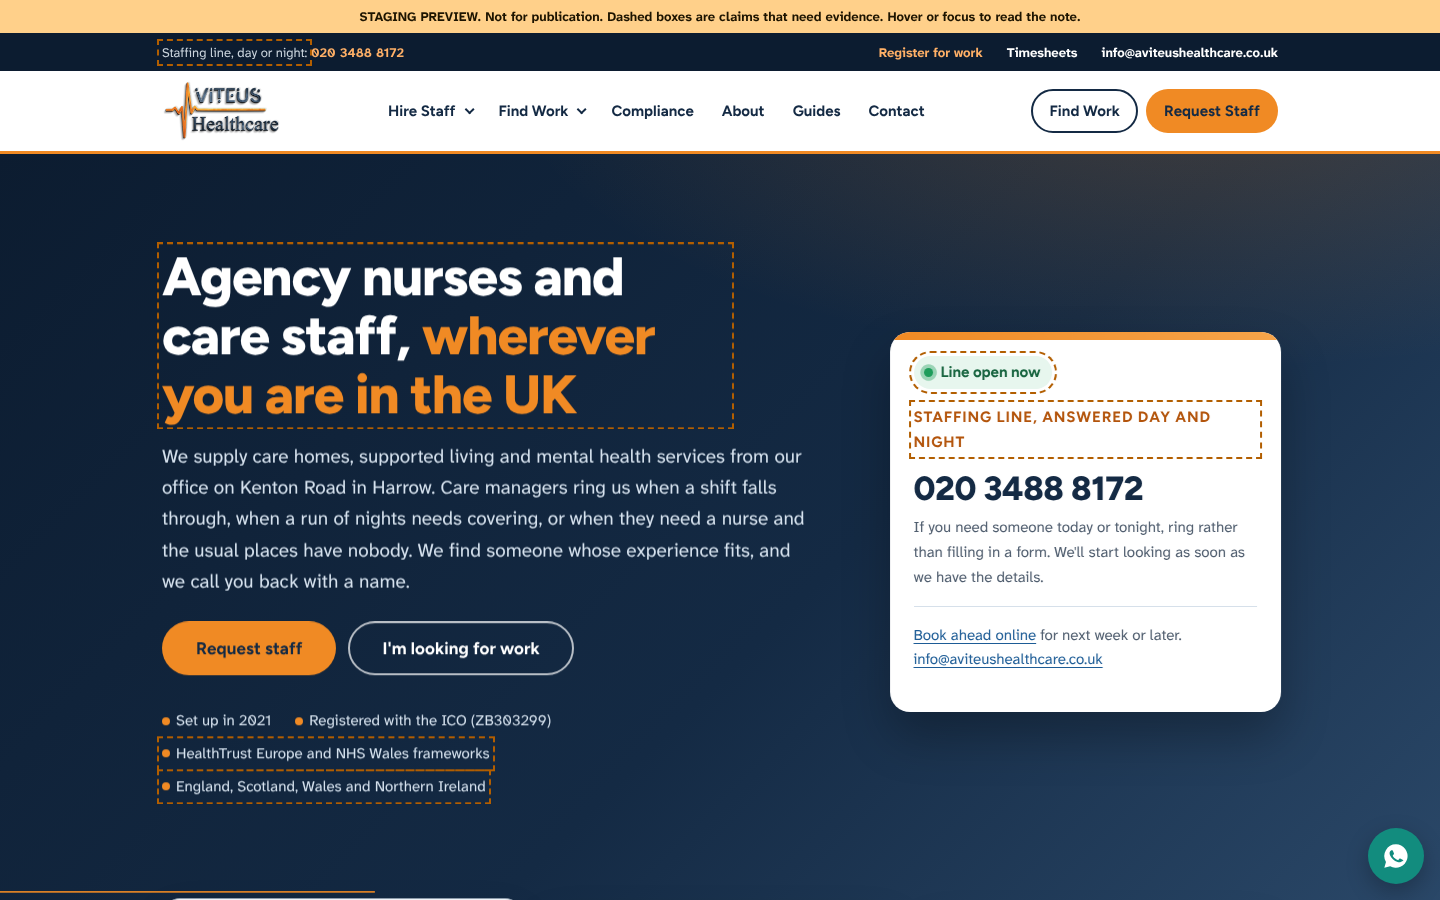 STAGING PREVIEW. Not for publication. Dashed boxes are claims that need evidence. Hover or focus to read the note.
Staffing line, day or night: 020 3488 8172
Register for work
Timesheets
info@aviteushealthcare.co.uk
VITEUS
Healthcare
Hire Staff
Find Work
Compliance
About
Guides
Contact
Find Work
Request Staff
Agency nurses and
care staff, wherever
you are in the UK
We supply care homes, supported living and mental health services from our
office on Kenton Road in Harrow. Care managers ring us when a shift falls
through, when a run of nights needs covering, or when they need a nurse and
the usual places have nobody. We find someone whose experience fits, and
we call you back with a name.
Request staff
I'm looking for work
Set up in 2021
Registered with the ICO (ZB303299)
HealthTrust Europe and NHS Wales frameworks
England, Scotland, Wales and Northern Ireland
Line open now
STAFFING LINE, ANSWERED DAY AND
NIGHT
020 3488 8172
If you need someone today or tonight, ring rather
than filling in a form. We'll start looking as soon as
we have the details.
Book ahead online for next week or later.
info@aviteushealthcare.co.uk